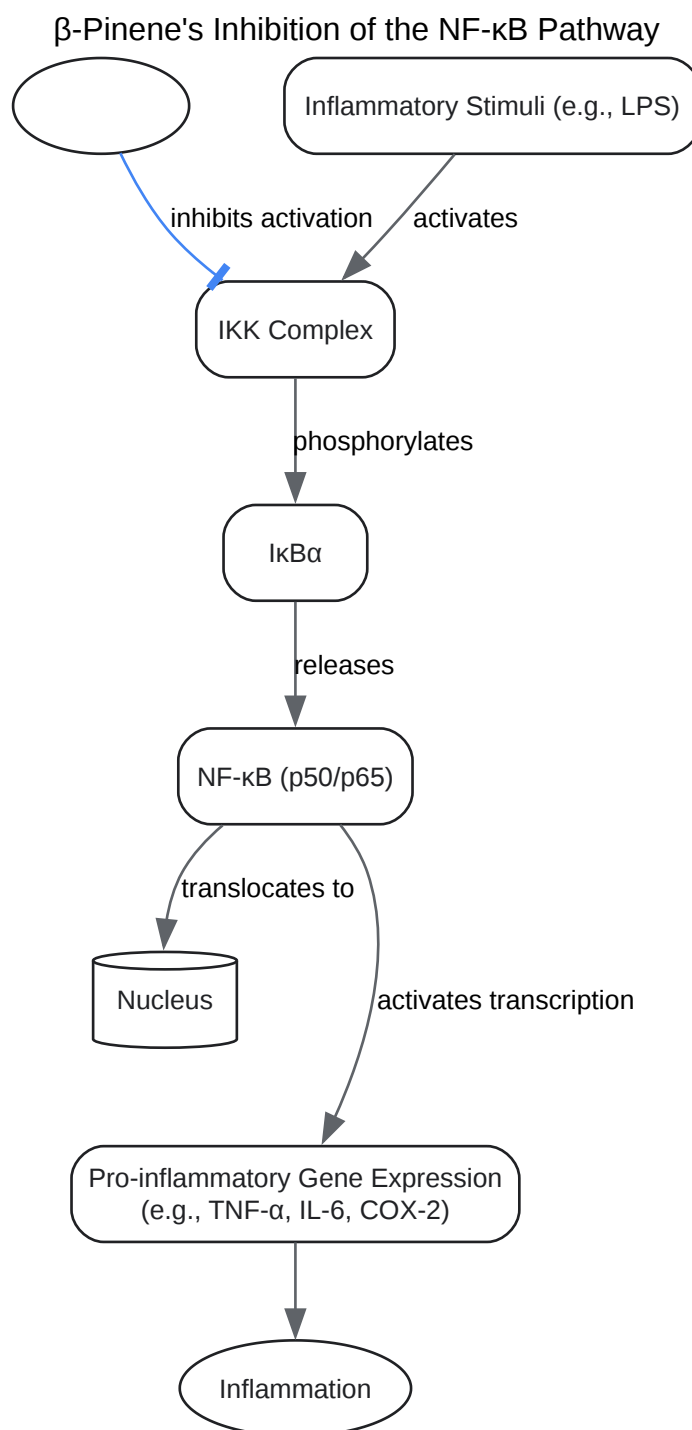 β-Pinene's Inhibition of the NF-κB Pathway
Inflammatory Stimuli (e.g., LPS)
inhibits activation
activates
IKK Complex
phosphorylates
IκBα
releases
NF-κB (p50/p65)
translocates to
Nucleus
activates transcription
Pro-inflammatory Gene Expression
(e.g., TNF-α, IL-6, COX-2)
Inflammation